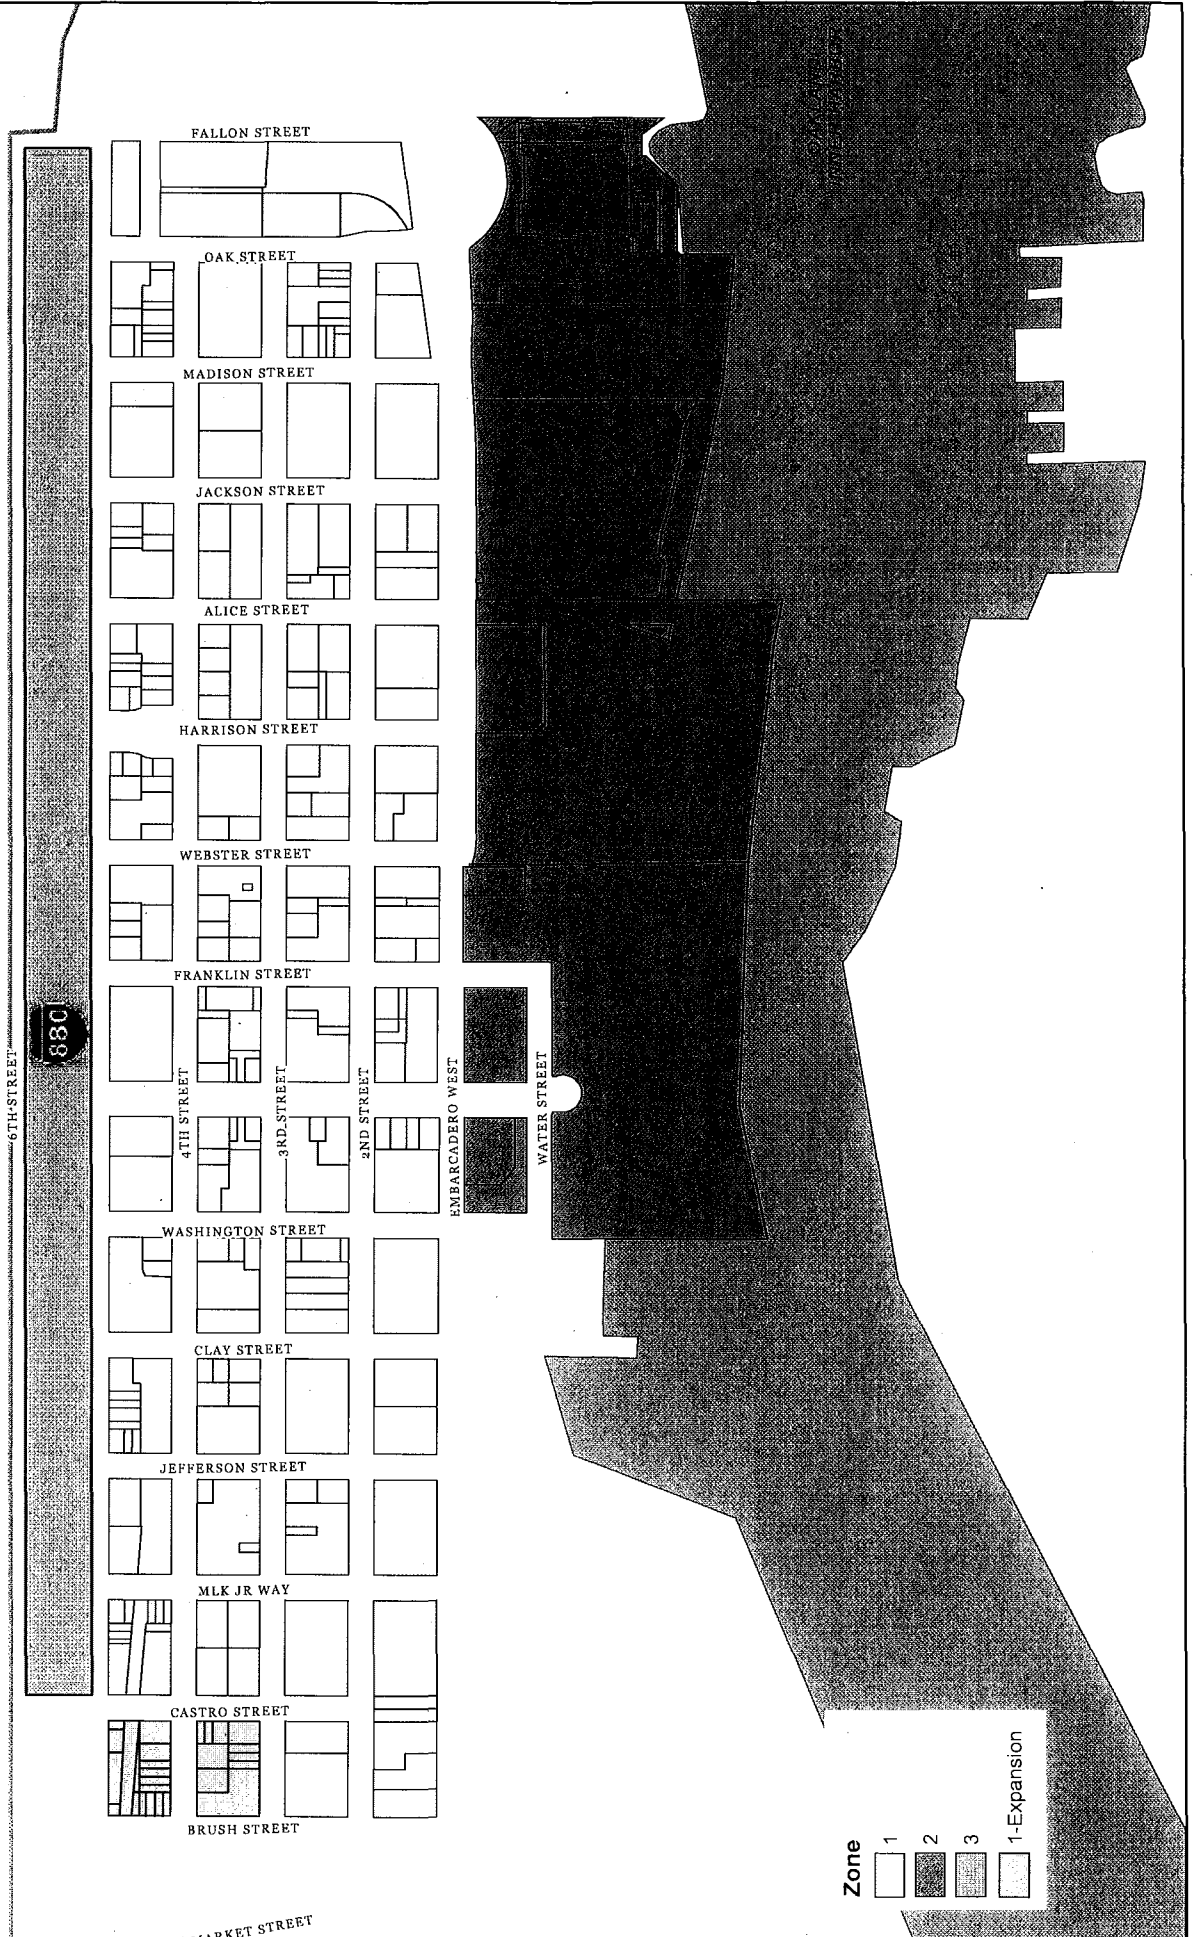 FALLON STREET
OAK STREET
MADISON STREET
JACKSON STREET
ALICE STREET
HARRISON STREET
WEBSTER STREET
FRANKLIN STREET
6TH STREET
880
4TH STREET
3RD STREET
2ND STREET
EMBARCADERO WEST
WATER STREET
WASHINGTON STREET
CLAY STREET
JEFFERSON STREET
MLK JR WAY
CASTRO STREET
BRUSH STREET
MARKET STREET
Zone
1
2
3
1-Expansion